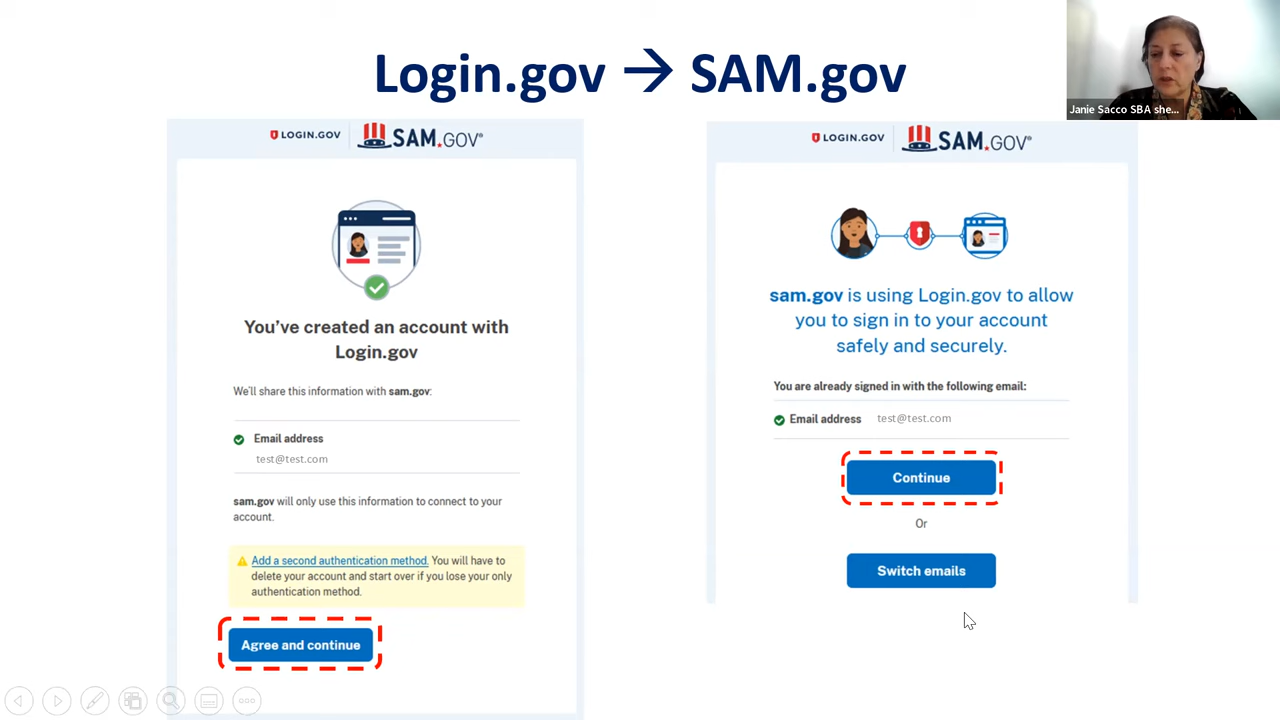 Login.gov → SAM.gov
Janie Sacco SBA she...
LOGIN.GOV
SAM.GOV®
You've created an account with
Login.gov
We'll share this information with sam.gov:
Email address
test@test.com
sam.gov will only use this information to connect to your
account.
Add a second authentication method. You will have to
delete your account and start over if you lose your only
authentication method.
Agree and continue
LOGIN.GOV
SAM.GOV®
sam.gov is using Login.gov to allow
you to sign in to your account
safely and securely.
You are already signed in with the following email:
Email address test@test.com
Continue
Or
Switch emails